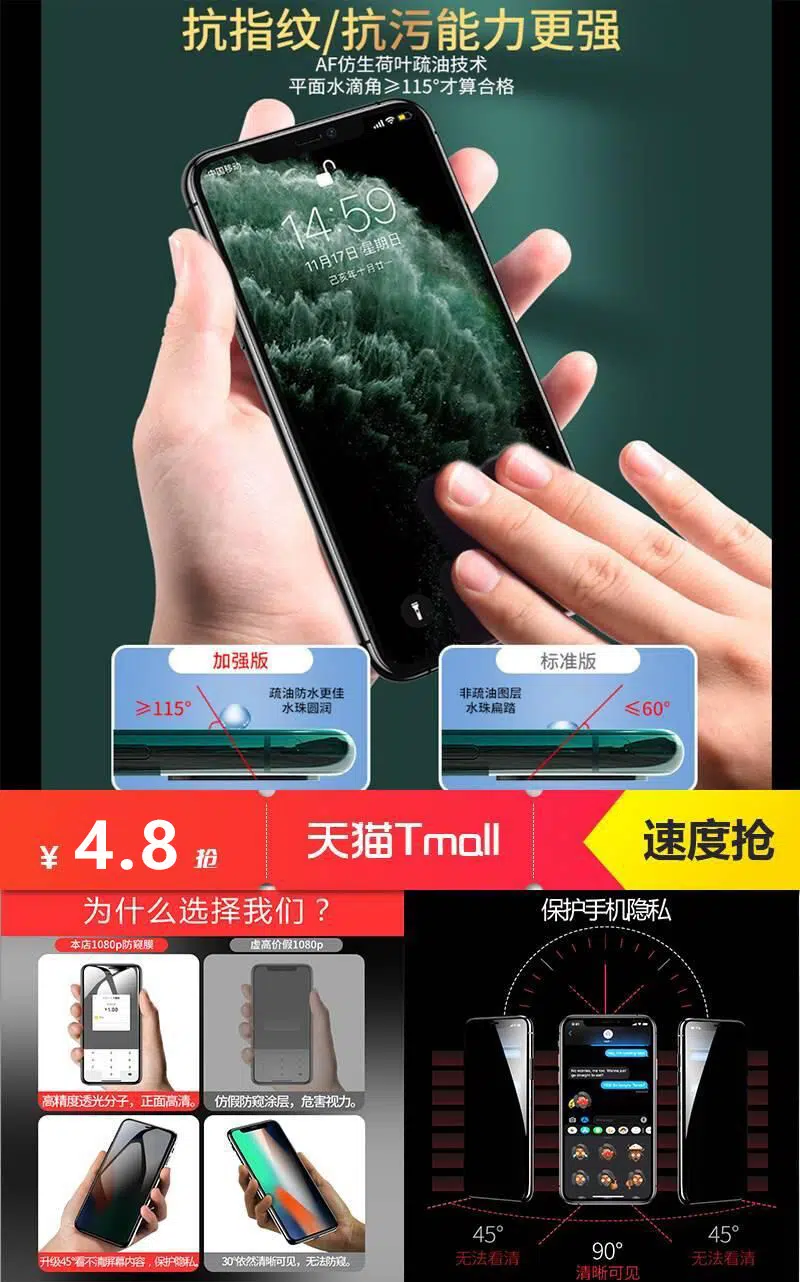 抗指纹/抗污能力更强
AF仿生荷叶疏油技术
平面水滴角≥115°才算合格
中国移动
14:59
11月17日 星期日
己亥年十月廿一
加强版
≥115°
疏油防水更佳
水珠圆润
标准版
非疏油图层
水珠扁踏
≤60°
¥ 4.8 抢
天猫Tmall
速度抢
为什么选择我们？
本店1080p防窥膜
虚高价假1080p
¥1.00
高精度透光分子，正面高清。
仿假防窥涂层，危害视力。
升级45°看不清屏幕内容，保护隐私
30°依然清晰可见，无法防窥。
保护手机隐私
45°
无法看清
90°
清晰可见
45°
无法看清